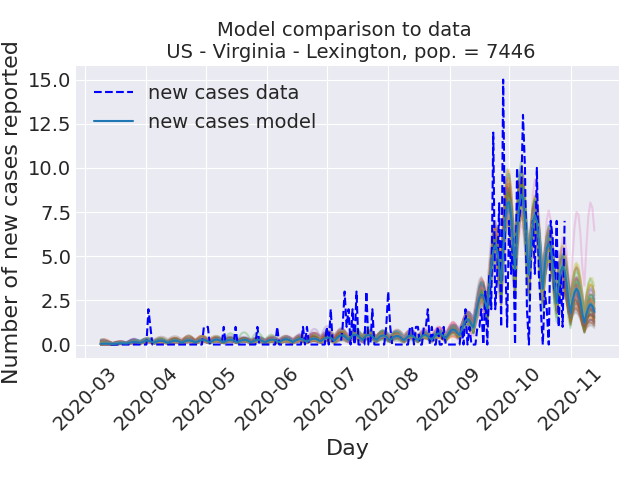 Model comparison to data
US - Virginia - Lexington, pop. = 7446
Number of new cases reported
15.0
12.5
10.0
7.5
5.0
2.5
0.0
new cases data
new cases model
2020-03
2020-04
2020-05
2020-06
2020-07
2020-08
2020-09
2020-10
2020-11
Day